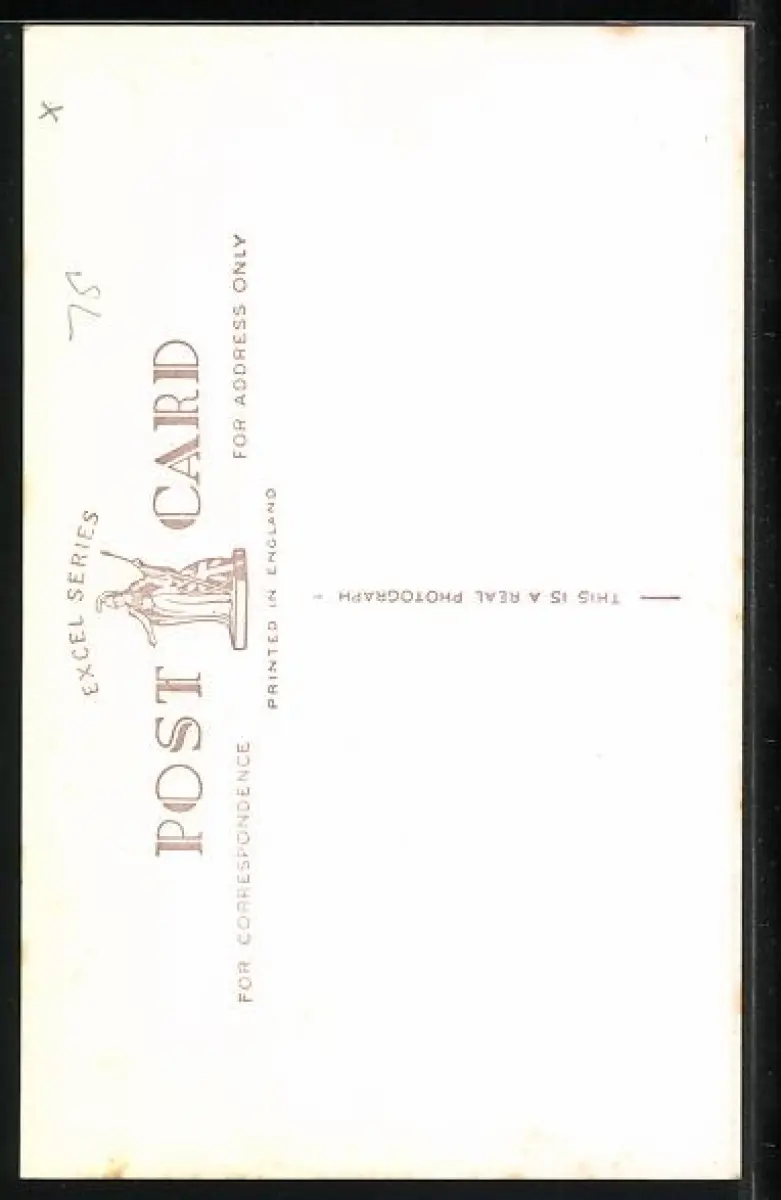 X
75
EXCEL SERIES
POST CARD
FOR CORRESPONDENCE
FOR ADDRESS ONLY
PRINTED IN ENGLAND
THIS IS A REAL PHOTOGRAPH